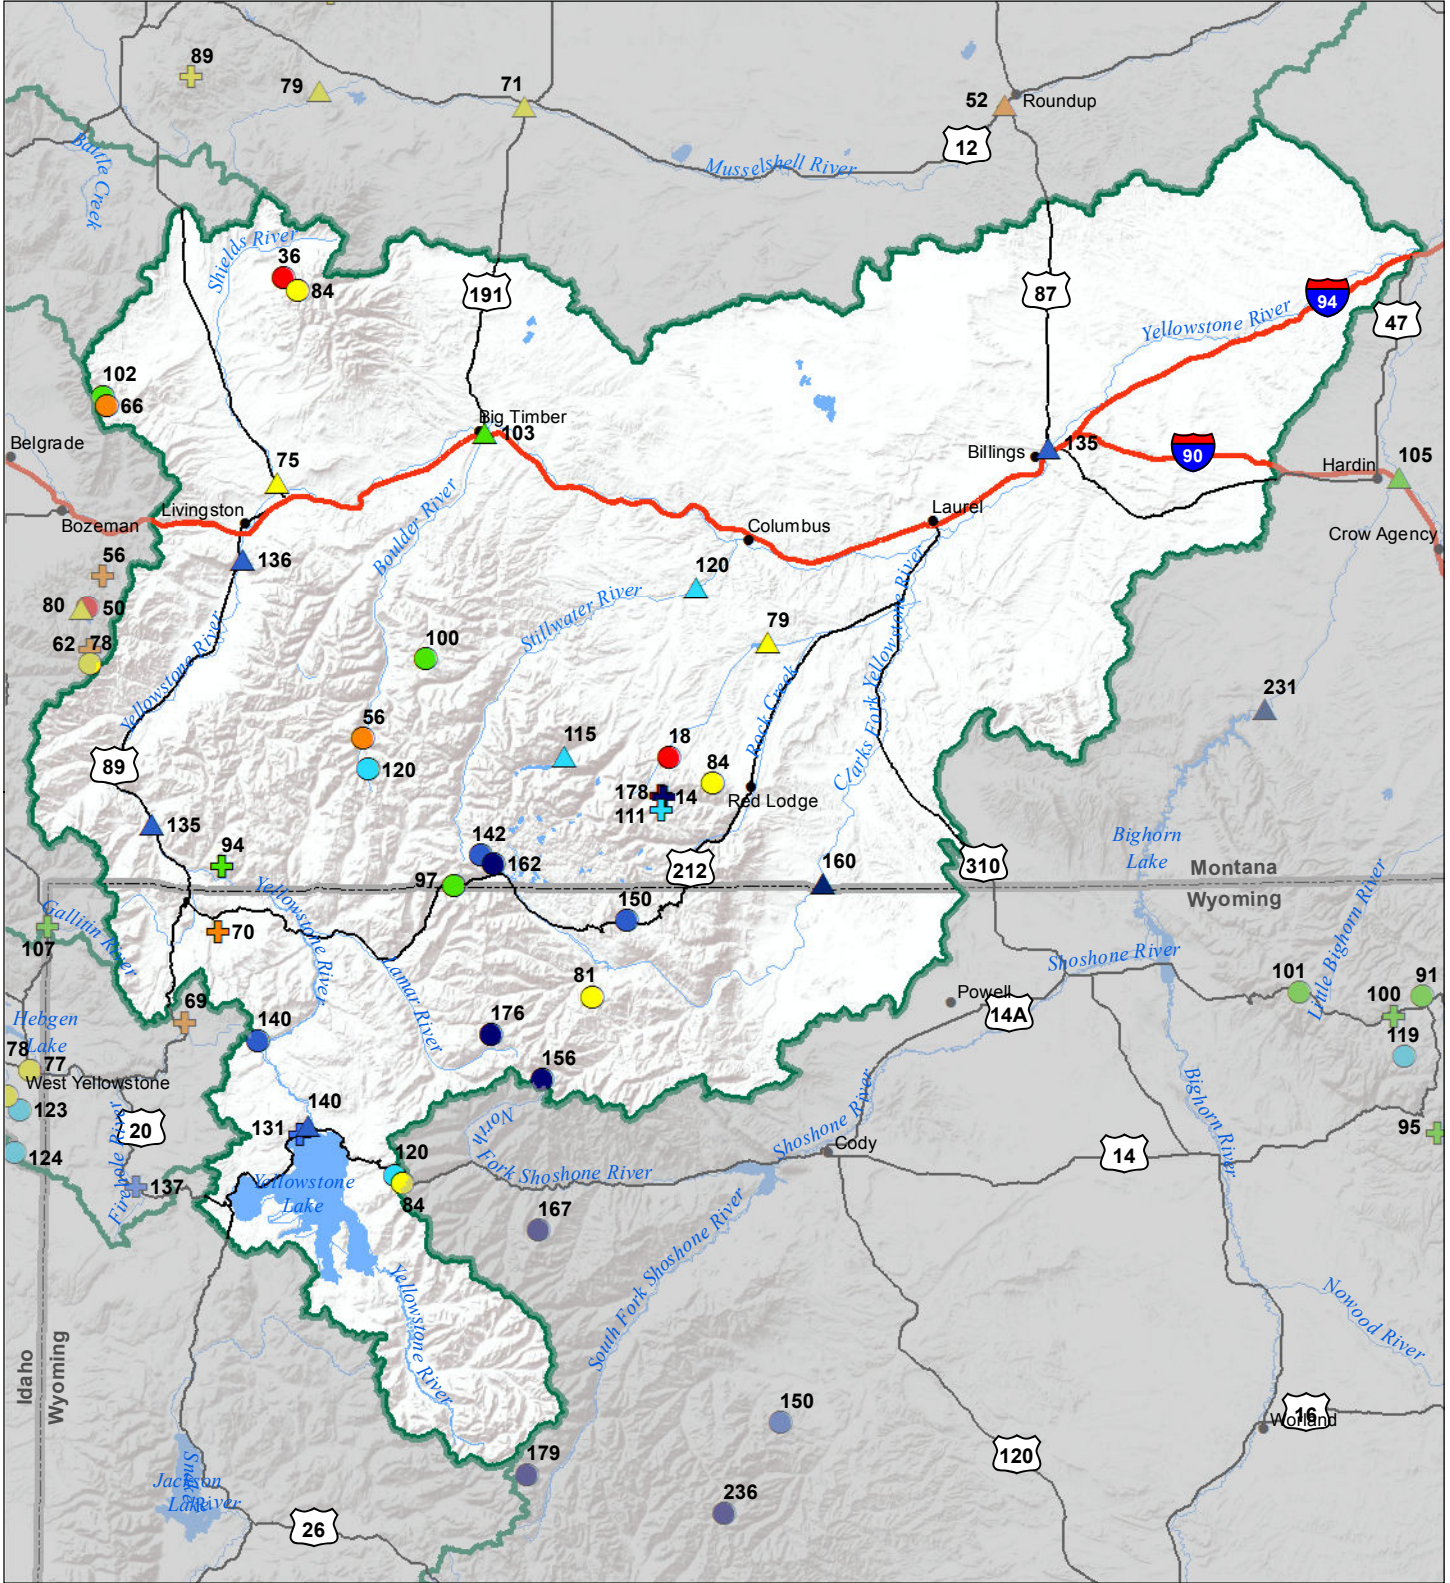 89
79
71
52
Roundup
12
Battle
Creek
Musselshell River
Shields River
36
84
191
87
94
47
Yellowstone River
102
66
Big Timber
103
Belgrade
Billings
135
90
105
Hardin
75
Livingston
Bozeman
Boulder River
Laurel
Columbus
Crow Agency
56
136
80
50
120
Stillwater River
79
62
78
100
Yellowstone River
Rock Creek
Clarks Fork Yellowstone River
231
56
120
115
18
84
89
178
14
111
Red Lodge
135
94
142
162
212
310
Bighorn
Lake
Montana
Wyoming
97
160
150
Gallitin River
107
70
Yellowstone River
Lamar River
Shoshone River
Little Bighorn River
81
101
91
100
Powell
14A
69
Hebgen
Lake
140
176
119
78
77
156
West Yellowstone
123
20
140
131
Firehole River
North
Fork Shoshone River
Shoshone River
Cody
14
Bighorn River
95
124
137
120
84
Yellowstone
Lake
167
South Fork Shoshone River
Yellowstone River
Nowood River
Idaho
Wyoming
150
16
Worland
179
120
Jackson
Lake
Snake
River
236
26